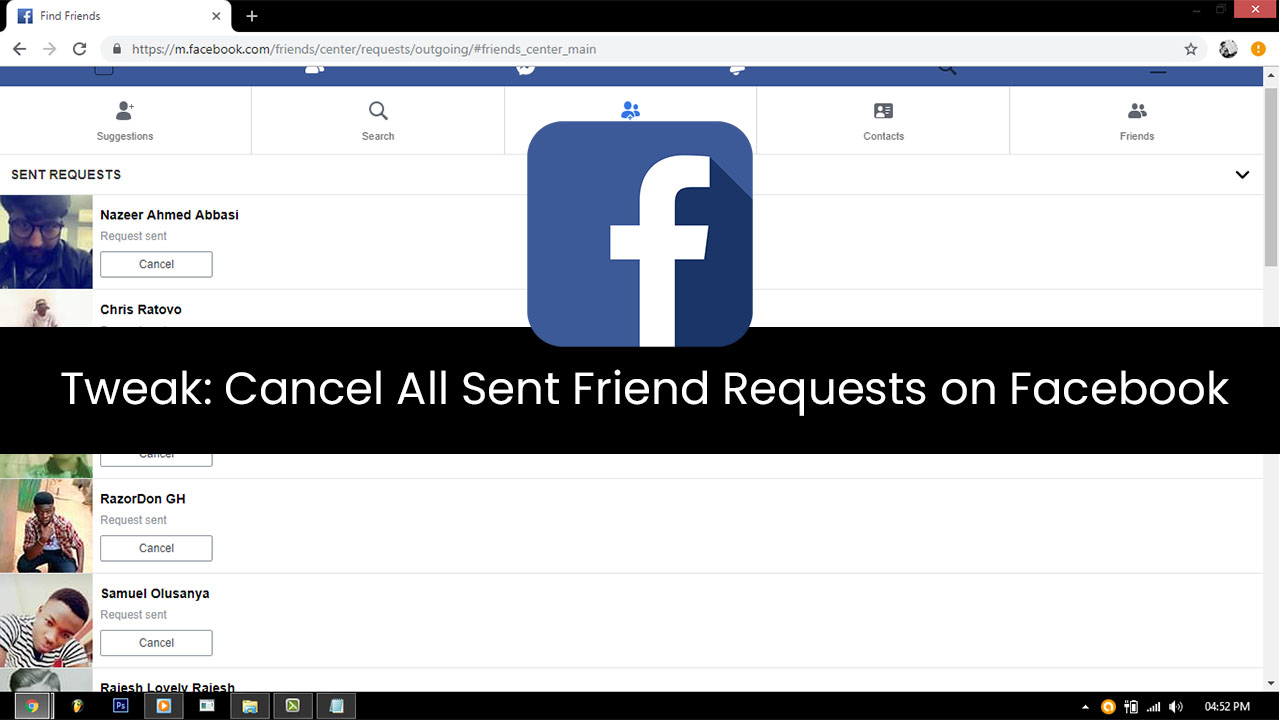 Find Friends
https://m.facebook.com/friends/center/requests/outgoing/#friends_center_main
Suggestions
Search
Contacts
Friends
SENT REQUESTS
Nazeer Ahmed Abbasi
Request sent
Cancel
Chris Ratovo
Tweak: Cancel All Sent Friend Requests on Facebook
Cancel
RazorDon GH
Request sent
Cancel
Samuel Olusanya
Request sent
Cancel
Rajesh Lovely Rajesh
Ps
04:52 PM